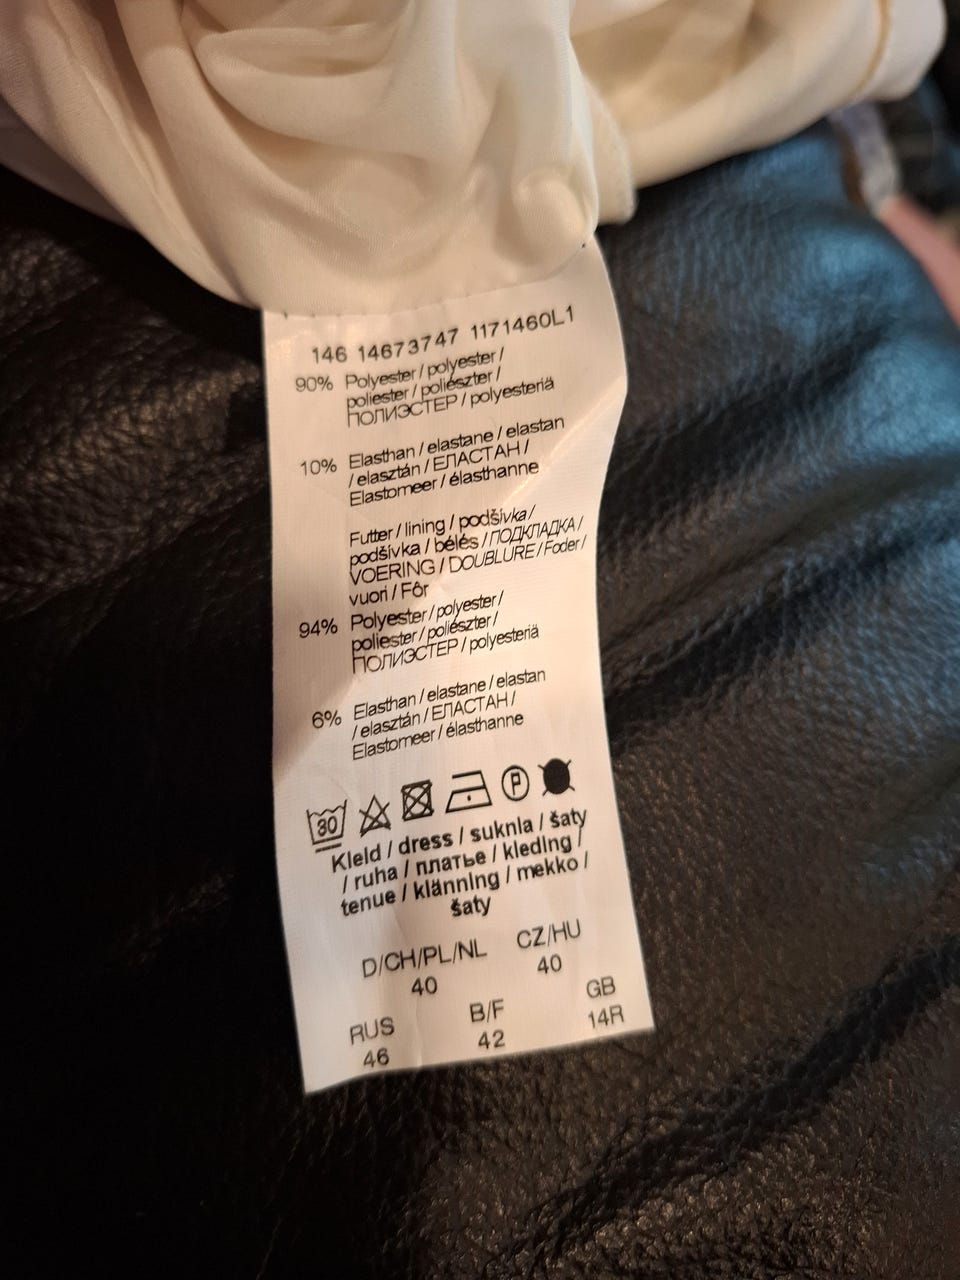 146 14673747 1171460L1
90% Polyester / polyester /
poliester / poliészter /
ПОЛИЭСТЕР / polyesteriä
10% Elasthan / elastane / elastan
/ elasztán / ЕЛАСТАН /
Elastomeer / élasthanne
Futter / lining / podšívka /
podšívka / bélés / ПОДКЛАДКА /
VOERING / DOUBLURE / Foder /
vuori / Fôr
94% Polyester / polyester /
poliester / poliészter /
ПОЛИЭСТЕР / polyesteriä
6% Elasthan / elastane / elastan
/ elasztán / ЕЛАСТАН /
Elastomeer / élasthanne
30 P
Kleid / dress / suknia / šaty
/ ruha / платье / kleding /
tenue / klänning / mekko /
šaty
D/CH/PL/NL CZ/HU
40 40
RUS B/F GB
46 42 14R